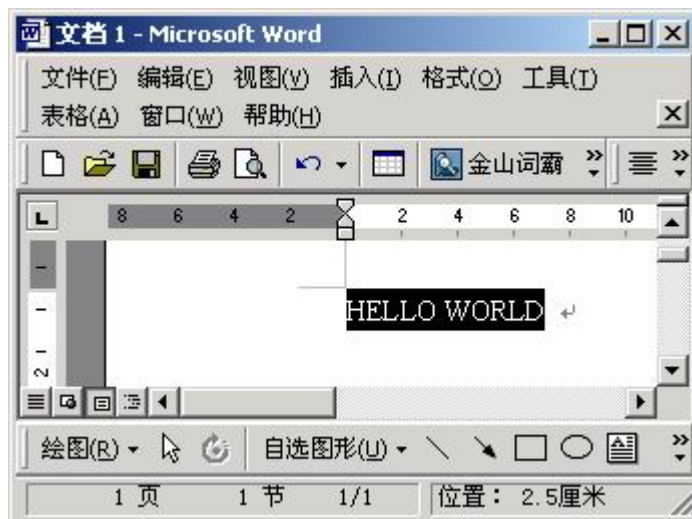 文档 1 - Microsoft Word
文件(F) 编辑(E) 视图(V) 插入(I) 格式(O) 工具(T)
表格(A) 窗口(W) 帮助(H)
金山词霸
L 8 6 4 2 2 4 6 8 10
HELLO WORLD
2
绘图(R) 自选图形(U)
1 页 1 节 1/1 位置： 2.5厘米